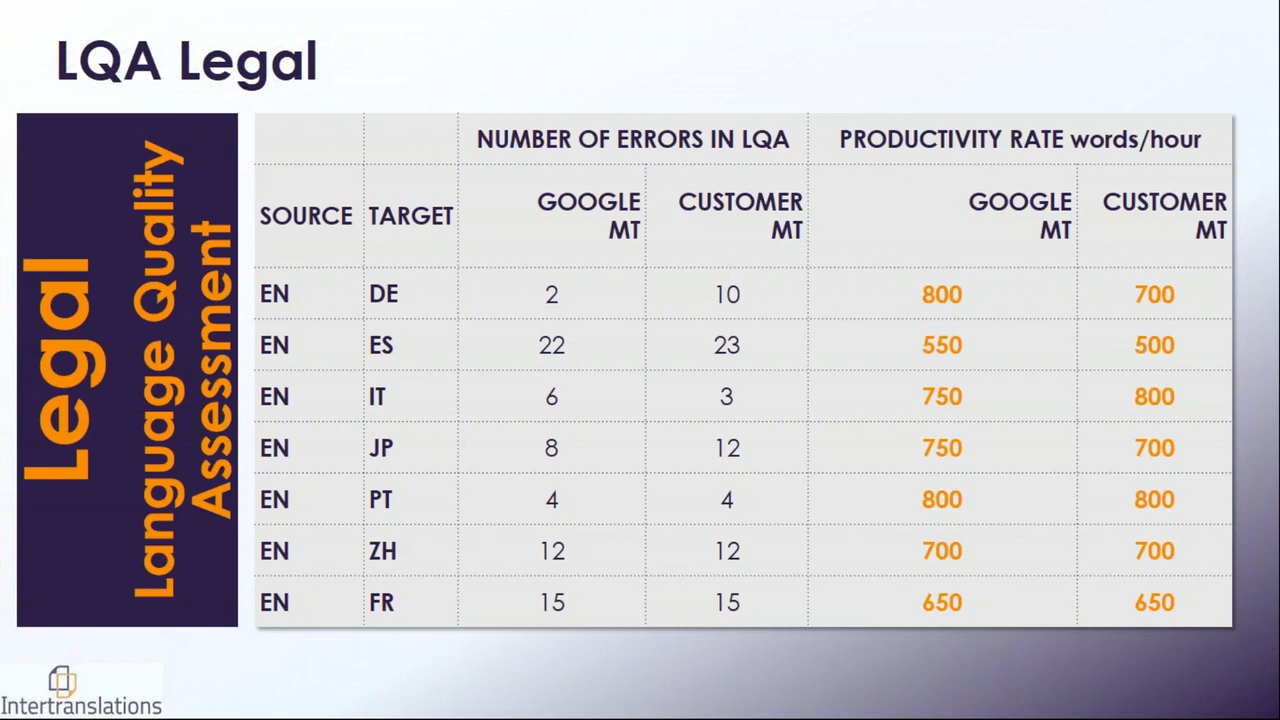 LQA Legal
Legal
Language Quality
Assessment
NUMBER OF ERRORS IN LQA PRODUCTIVITY RATE words/hour
SOURCE TARGET GOOGLE MT CUSTOMER MT GOOGLE MT CUSTOMER MT
EN DE 2 10 800 700
EN ES 22 23 550 500
EN IT 6 3 750 800
EN JP 8 12 750 700
EN PT 4 4 800 800
EN ZH 12 12 700 700
EN FR 15 15 650 650
Intertranslations